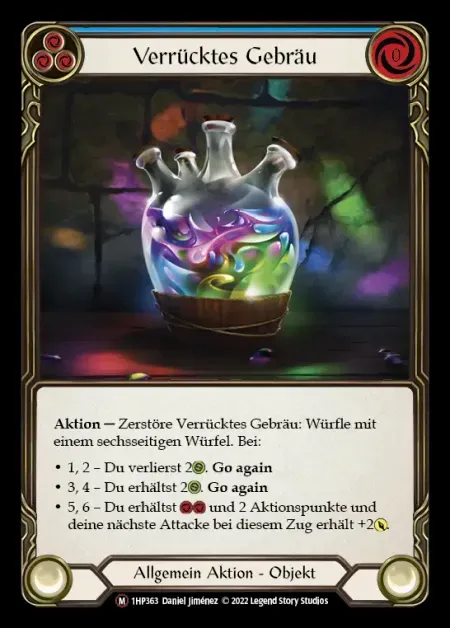 Verrücktes Gebräu
0
Aktion — Zerstöre Verrücktes Gebräu: Würfle mit
einem sechsseitigen Würfel. Bei:
• 1, 2 – Du verlierst 2. Go again
• 3, 4 – Du erhältst 2. Go again
• 5, 6 – Du erhältst und 2 Aktionspunkte und
deine nächste Attacke bei diesem Zug erhält +2.
Allgemein Aktion - Objekt
M 1HP363 Daniel Jiménez © 2022 Legend Story Studios